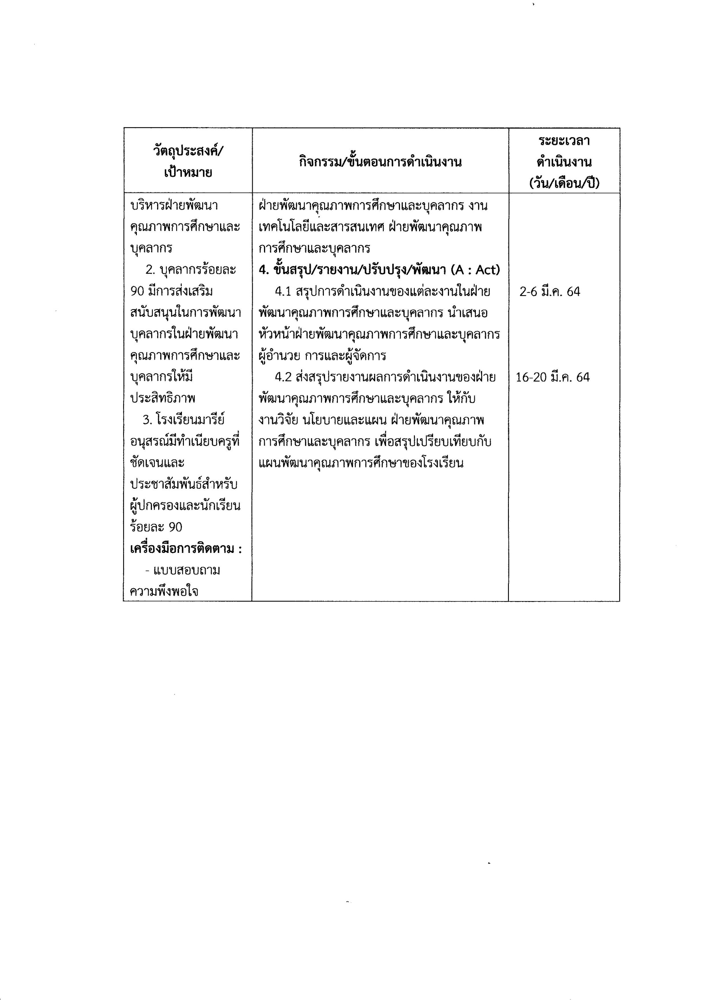 วัตถุประสงค์/
เป้าหมาย
กิจกรรม/ขั้นตอนการดำเนินงาน
ระยะเวลา
ดำเนินงาน
(วัน/เดือน/ปี)
บริหารฝ่ายพัฒนา
คุณภาพการศึกษาและ
บุคลากร
2. บุคลากรร้อยละ
90 มีการส่งเสริม
สนับสนุนในการพัฒนา
บุคลากรในฝ่ายพัฒนา
คุณภาพการศึกษาและ
บุคลากรให้มี
ประสิทธิภาพ
3. โรงเรียนมารีย์
อนุสรณ์มีทำเนียบครูที่
ชัดเจนและ
ประชาสัมพันธ์สำหรับ
ผู้ปกครองและนักเรียน
ร้อยละ 90
เครื่องมือการติดตาม :
- แบบสอบถาม
ความพึงพอใจ
ฝ่ายพัฒนาคุณภาพการศึกษาและบุคลากร งาน
เทคโนโลยีและสารสนเทศ ฝ่ายพัฒนาคุณภาพ
การศึกษาและบุคลากร
4. ขั้นสรุป/รายงาน/ปรับปรุง/พัฒนา (A : Act)
4.1 สรุปการดำเนินงานของแต่ละงานในฝ่าย
พัฒนาคุณภาพการศึกษาและบุคลากร นำเสนอ
หัวหน้าฝ่ายพัฒนาคุณภาพการศึกษาและบุคลากร
ผู้อำนวย การและผู้จัดการ
4.2 ส่งสรุปรายงานผลการดำเนินงานของฝ่าย
พัฒนาคุณภาพการศึกษาและบุคลากร ให้กับ
งานวิจัย นโยบายและแผน ฝ่ายพัฒนาคุณภาพ
การศึกษาและบุคลากร เพื่อสรุปเปรียบเทียบกับ
แผนพัฒนาคุณภาพการศึกษาของโรงเรียน
2-6 มี.ค. 64
16-20 มี.ค. 64